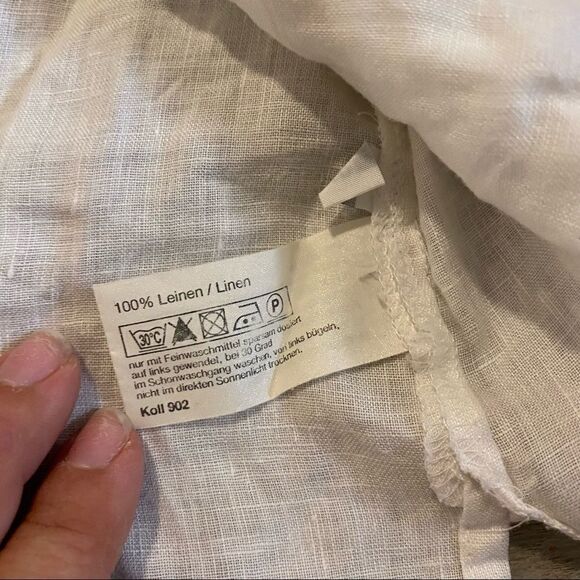 100% Leinen / Linen
30°C P
nur mit Feinwaschmittel sparsam dosiert
auf links gewendet, bei 30 Grad
im Schonwaschgang waschen, von links bügeln,
nicht im direkten Sonnenlicht trocknen.
Koll 902